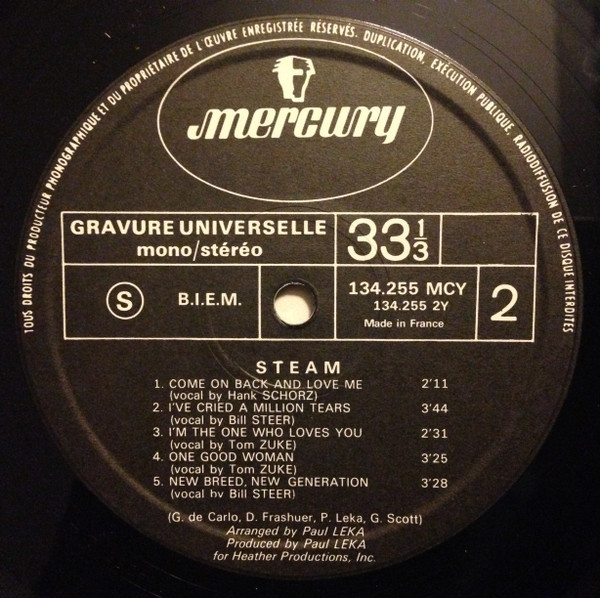 TOUS DROITS DU PRODUCTEUR PHONOGRAPHIQUE ET DU PROPRIÉTAIRE DE L'ŒUVRE ENREGISTRÉE RÉSERVÉS. DUPLICATION, EXÉCUTION PUBLIQUE, RADIODIFFUSION DE CE DISQUE INTERDITES
mercury
GRAVURE UNIVERSELLE
mono/stéréo
33 1/3
S
B.I.E.M.
134.255 MCY
134.255 2Y
Made in France
2
STEAM
1. COME ON BACK AND LOVE ME 2'11
(vocal by Hank SCHORZ)
2. I'VE CRIED A MILLION TEARS 3'44
(vocal by Bill STEER)
3. I'M THE ONE WHO LOVES YOU 2'31
(vocal by Tom ZUKE)
4. ONE GOOD WOMAN 3'25
(vocal by Tom ZUKE)
5. NEW BREED, NEW GENERATION 3'28
(vocal by Bill STEER)
(G. de Carlo, D. Frashuer, P. Leka, G. Scott)
Arranged by Paul LEKA
Produced by Paul LEKA
for Heather Productions, Inc.